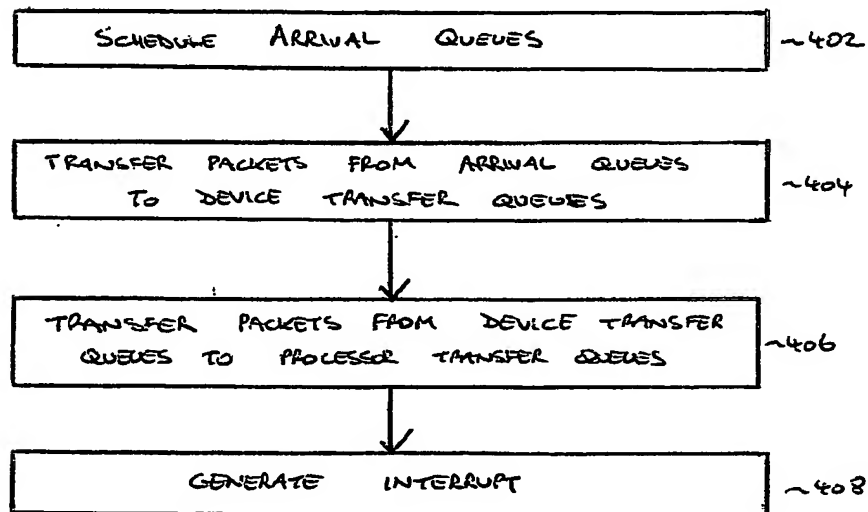 SCHEDULE ARRIVAL QUEUES ~402
TRANSFER PACKETS FROM ARRIVAL QUEUES
TO DEVICE TRANSFER QUEUES ~404
TRANSFER PACKETS FROM DEVICE TRANSFER
QUEUES TO PROCESSOR TRANSFER QUEUES ~406
GENERATE INTERRUPT ~408